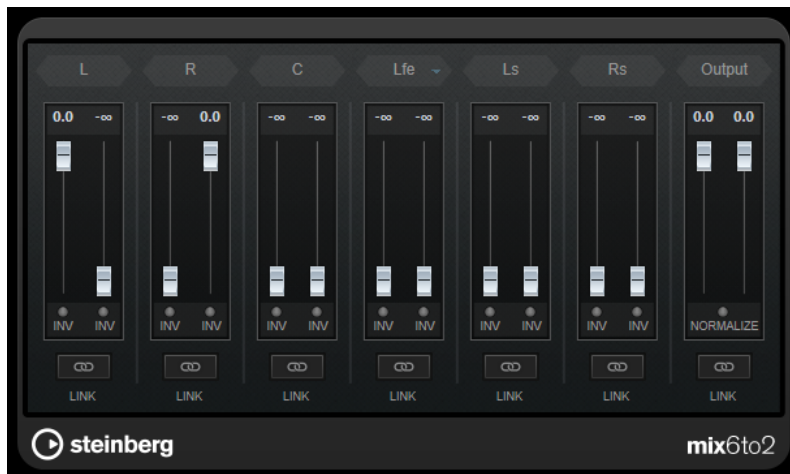 L R C Lfe Ls Rs Output
0.0 -∞ -∞ 0.0 -∞ -∞ -∞ -∞ -∞ -∞ -∞ -∞ 0.0 0.0
INV INV INV INV INV INV INV INV INV INV INV INV NORMALIZE
LINK LINK LINK LINK LINK LINK LINK
steinberg mix6to2